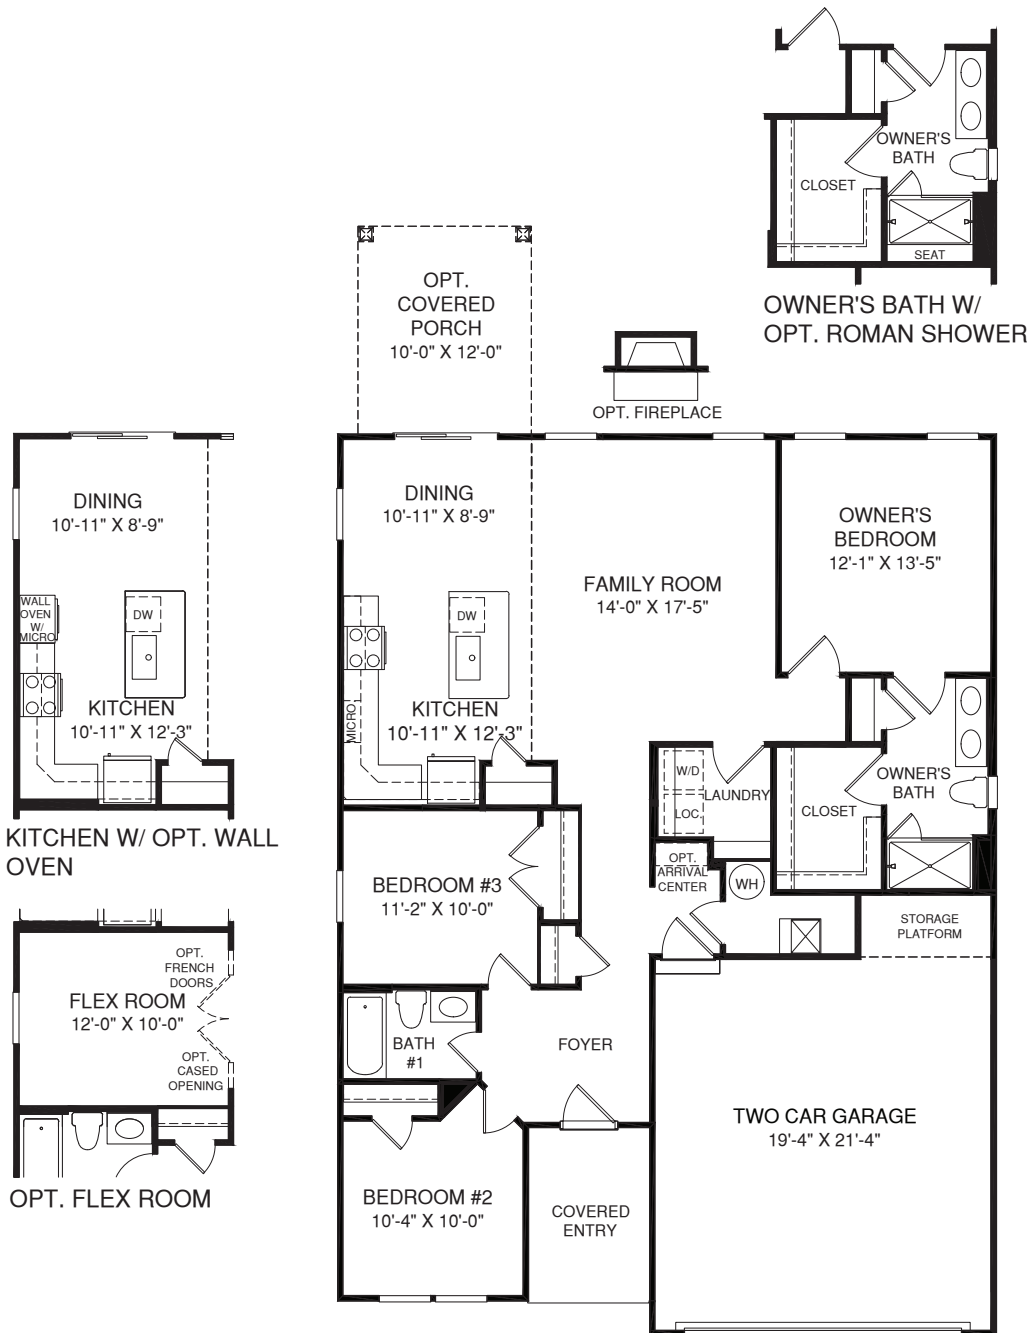 OWNER'S
BATH
CLOSET
SEAT
OWNER'S BATH W/
OPT. ROMAN SHOWER
OPT.
COVERED
PORCH
10'-0" X 12'-0"
OPT. FIREPLACE
DINING
10'-11" X 8'-9"
WALL
OVEN
W/
MICRO
DW
KITCHEN
10'-11" X 12'-3"
KITCHEN W/ OPT. WALL
OVEN
DINING
10'-11" X 8'-9"
OWNER'S
BEDROOM
12'-1" X 13'-5"
FAMILY ROOM
14'-0" X 17'-5"
DW
MICRO.
KITCHEN
10'-11" X 12'-3"
W/D
LOC.
LAUNDRY
CLOSET
OWNER'S
BATH
OPT.
ARRIVAL
CENTER
WH
BEDROOM #3
11'-2" X 10'-0"
STORAGE
PLATFORM
OPT.
FRENCH
DOORS
FLEX ROOM
12'-0" X 10'-0"
OPT.
CASED
OPENING
OPT. FLEX ROOM
BATH
#1
FOYER
TWO CAR GARAGE
19'-4" X 21'-4"
BEDROOM #2
10'-4" X 10'-0"
COVERED
ENTRY